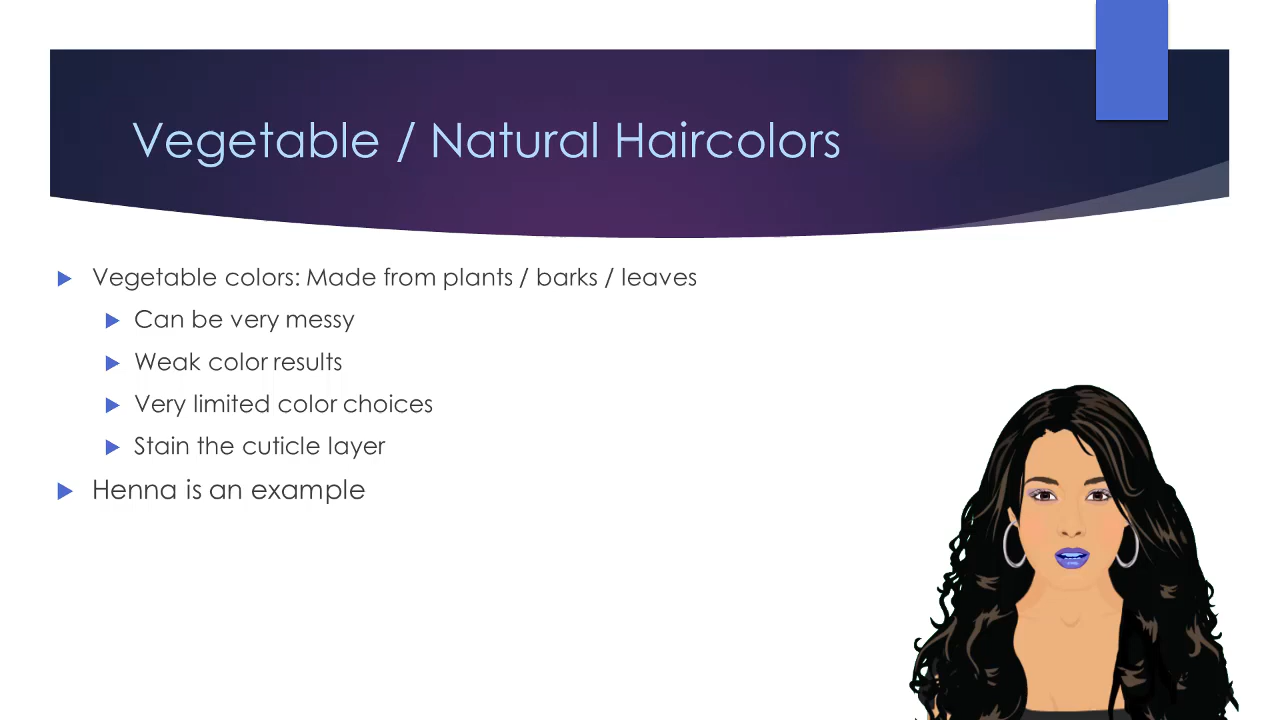 Vegetable / Natural Haircolors
Vegetable colors: Made from plants / barks / leaves
Can be very messy
Weak color results
Very limited color choices
Stain the cuticle layer
Henna is an example